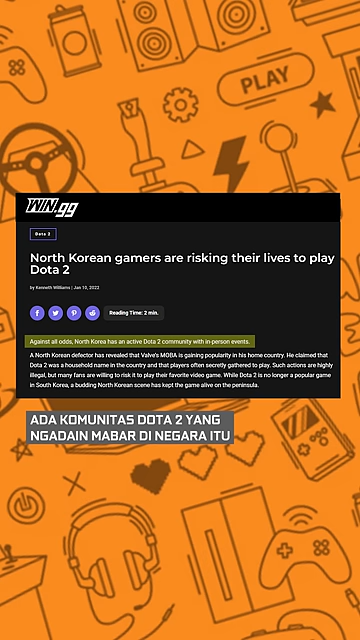 PLAY
WIN.gg
Dota 2
North Korean gamers are risking their lives to play
Dota 2
by Kenneth Williams | Jan 10, 2022
Reading Time: 2 min.
Against all odds, North Korea has an active Dota 2 community with in-person events.
A North Korean defector has revealed that Valve's MOBA is gaining popularity in his home country. He claimed that
Dota 2 was a household name in the country and that players often secretly gathered to play. Such actions are highly
illegal, but many fans are willing to risk it to play their favorite video game. While Dota 2 is no longer a popular game
in South Korea, a budding North Korean scene has kept the game alive on the peninsula.
ADA KOMUNITAS DOTA 2 YANG
NGADAIN MABAR DI NEGARA ITU